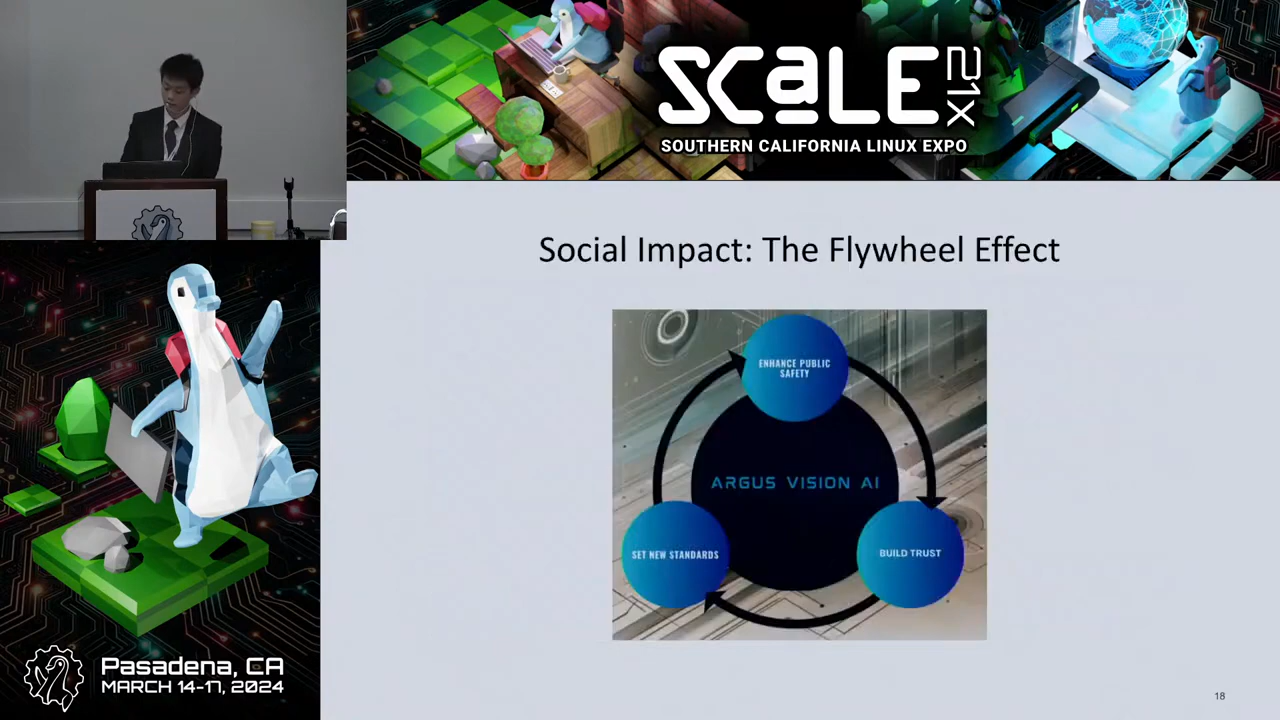 SCaLE 21X
SOUTHERN CALIFORNIA LINUX EXPO
Social Impact: The Flywheel Effect
ENHANCE PUBLIC
SAFETY
ARGUS VISION AI
SET NEW STANDARDS
BUILD TRUST
Pasadena, CA
MARCH 14-17, 2024
18